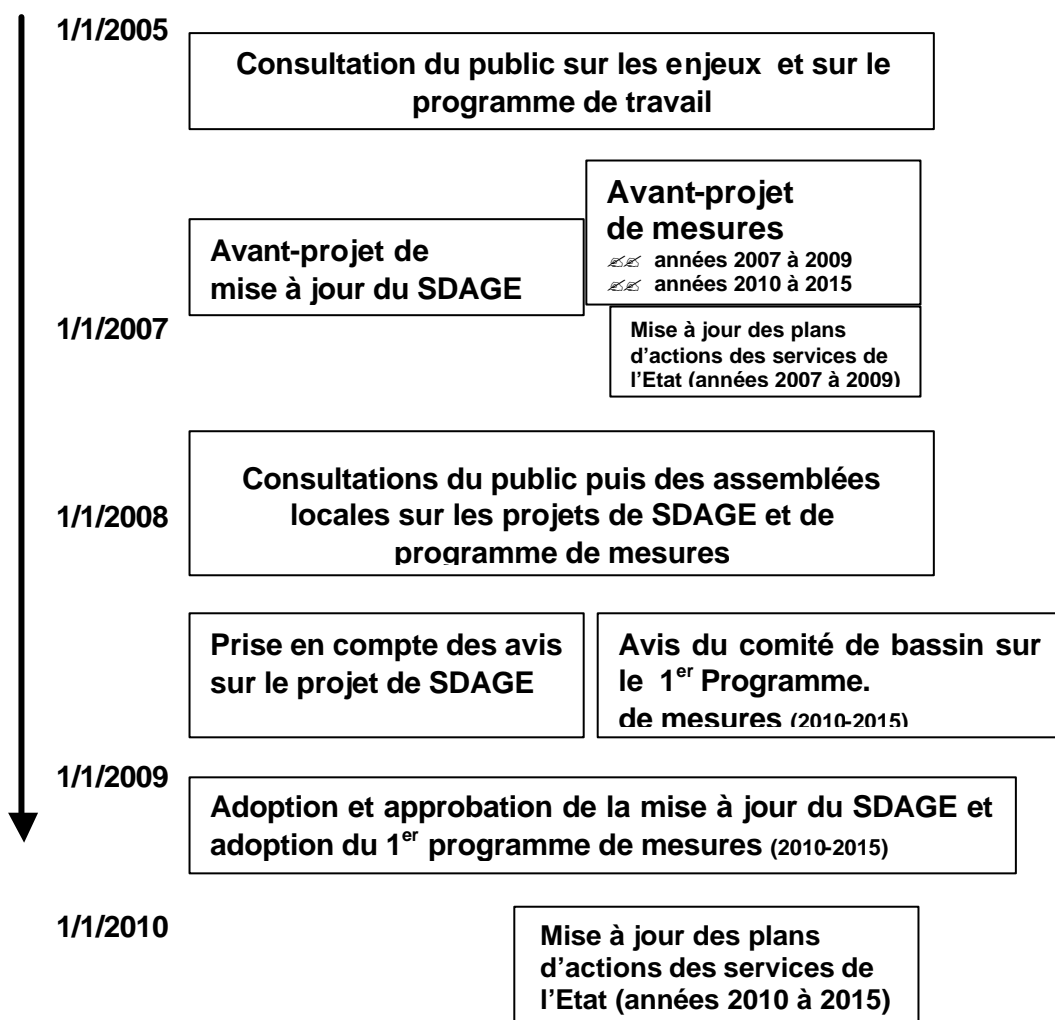 1/1/2005
Consultation du public sur les enjeux et sur le
programme de travail
Avant-projet de
mise à jour du SDAGE
Avant-projet
de mesures
années 2007 à 2009
années 2010 à 2015
1/1/2007
Mise à jour des plans
d'actions des services de
l'Etat (années 2007 à 2009)
1/1/2008
Consultations du public puis des assemblées
locales sur les projets de SDAGE et de
programme de mesures
Prise en compte des avis
sur le projet de SDAGE
Avis du comité de bassin sur
le 1er Programme.
de mesures (2010-2015)
1/1/2009
Adoption et approbation de la mise à jour du SDAGE et
adoption du 1er programme de mesures (2010-2015)
1/1/2010
Mise à jour des plans
d'actions des services de
l'Etat (années 2010 à 2015)